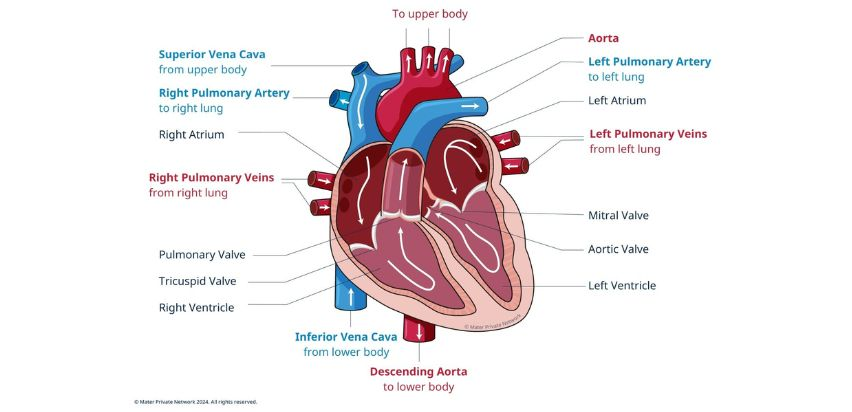 To upper body
Superior Vena Cava
from upper body
Right Pulmonary Artery
to right lung
Right Atrium
Right Pulmonary Veins
from right lung
Pulmonary Valve
Tricuspid Valve
Right Ventricle
Inferior Vena Cava
from lower body
Descending Aorta
to lower body
Aorta
Left Pulmonary Artery
to left lung
Left Atrium
Left Pulmonary Veins
from left lung
Mitral Valve
Aortic Valve
Left Ventricle
© Mater Private Network
© Mater Private Network 2024. All rights reserved.